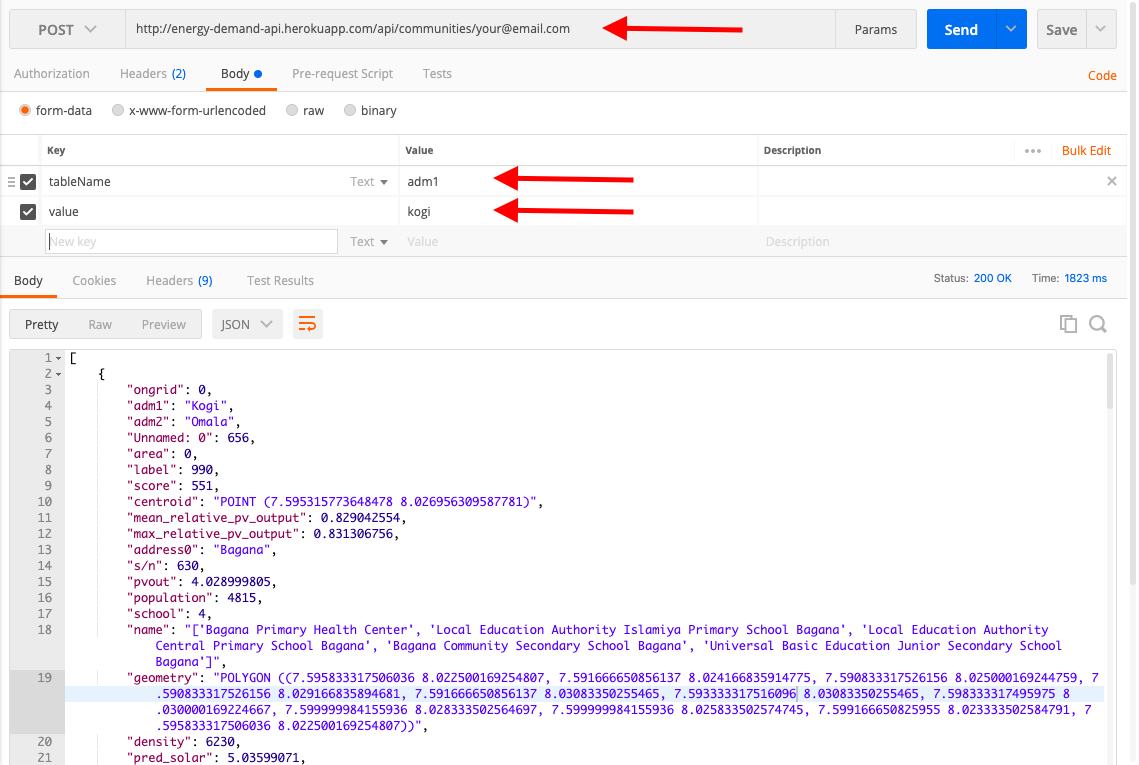 POST http://energy-demand-api.herokuapp.com/api/communities/your@email.com Params Send Save
Authorization Headers (2) Body Pre-request Script Tests Code
form-data x-www-form-urlencoded raw binary
Key Value Description ••• Bulk Edit
tableName Text adm1
value kogi
New key Text Value Description
Body Cookies Headers (9) Test Results Status: 200 OK Time: 1823 ms
Pretty Raw Preview JSON
1 [
2 {
3 "ongrid": 0,
4 "adm1": "Kogi",
5 "adm2": "Omala",
6 "Unnamed: 0": 656,
7 "area": 0,
8 "label": 990,
9 "score": 551,
10 "centroid": "POINT (7.595315773648478 8.026956309587781)",
11 "mean_relative_pv_output": 0.829042554,
12 "max_relative_pv_output": 0.831306756,
13 "address0": "Bagana",
14 "s/n": 630,
15 "pvout": 4.028999805,
16 "population": 4815,
17 "school": 4,
18 "name": "['Bagana Primary Health Center', 'Local Education Authority Islamiya Primary School Bagana', 'Local Education Authority
Central Primary School Bagana', 'Bagana Community Secondary School Bagana', 'Universal Basic Education Junior Secondary School
Bagana']",
19 "geometry": "POLYGON ((7.595833317506036 8.022500169254807, 7.591666650856137 8.024166835914775, 7.590833317526156 8.025000169244759, 7
.590833317526156 8.029166835894681, 7.591666650856137 8.03083350255465, 7.593333317516096 8.03083350255465, 7.598333317495975 8
.030000169224667, 7.599999984155936 8.028333502564697, 7.599999984155936 8.025833502574745, 7.599166650825955 8.023333502584791, 7
.595833317506036 8.022500169254807))",
20 "density": 6230,
21 "pred_solar": 5.03599071,